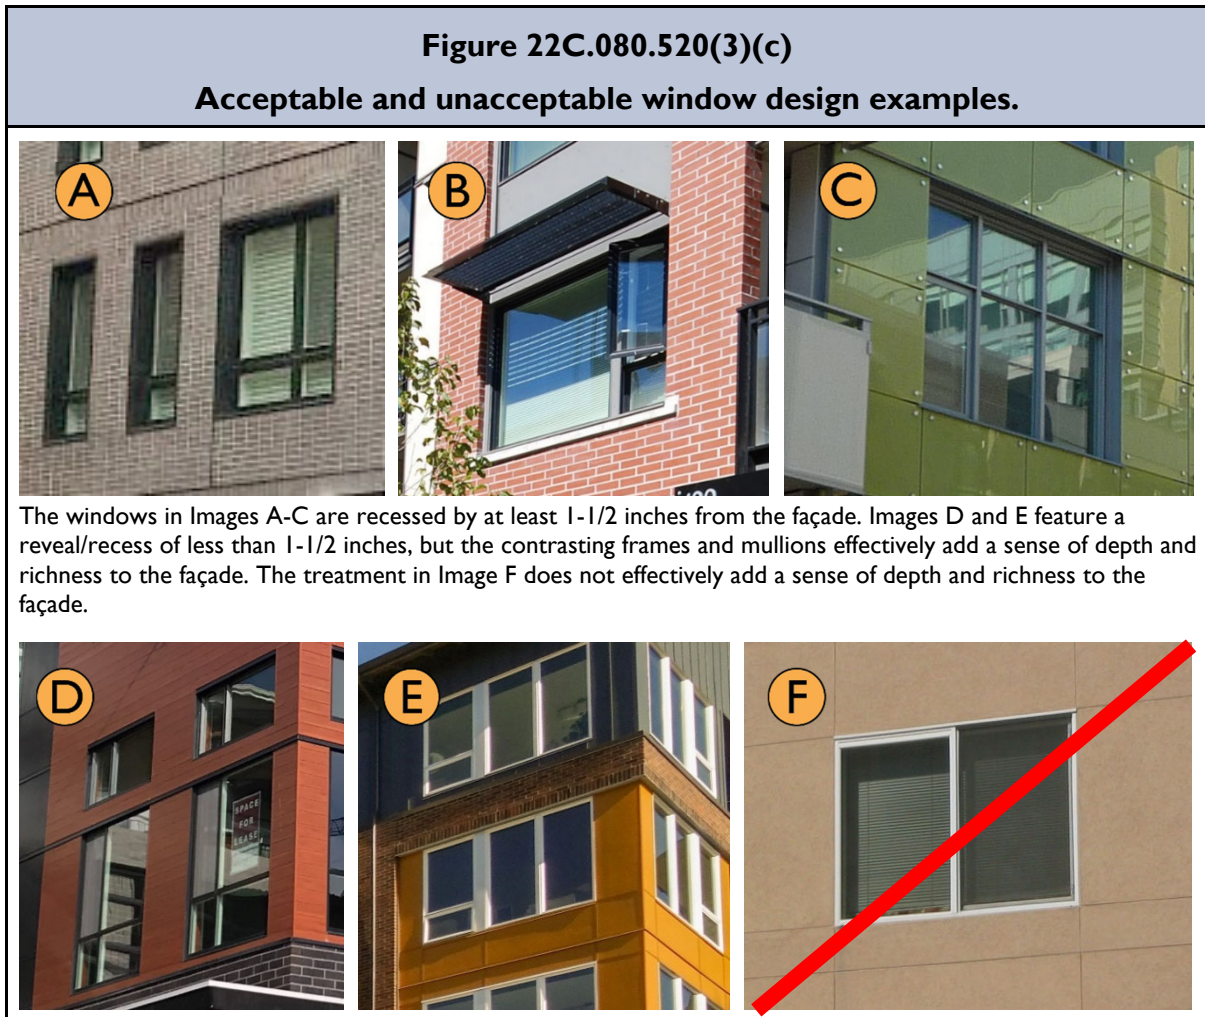 Figure 22C.080.520(3)(c)
Acceptable and unacceptable window design examples.
A
B
C
The windows in Images A-C are recessed by at least 1-1/2 inches from the façade. Images D and E feature a
reveal/recess of less than 1-1/2 inches, but the contrasting frames and mullions effectively add a sense of depth and
richness to the façade. The treatment in Image F does not effectively add a sense of depth and richness to the
façade.
D
E
F
SPACE
FOR
LEASE